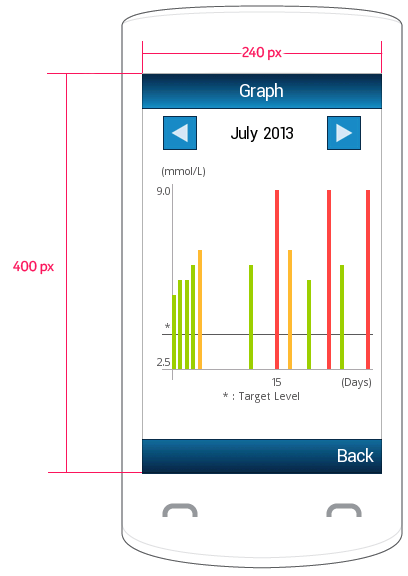 240 px
Graph
July 2013
(mmol/L)
9.0
400 px
*
2.5
15 (Days)
* : Target Level
Back